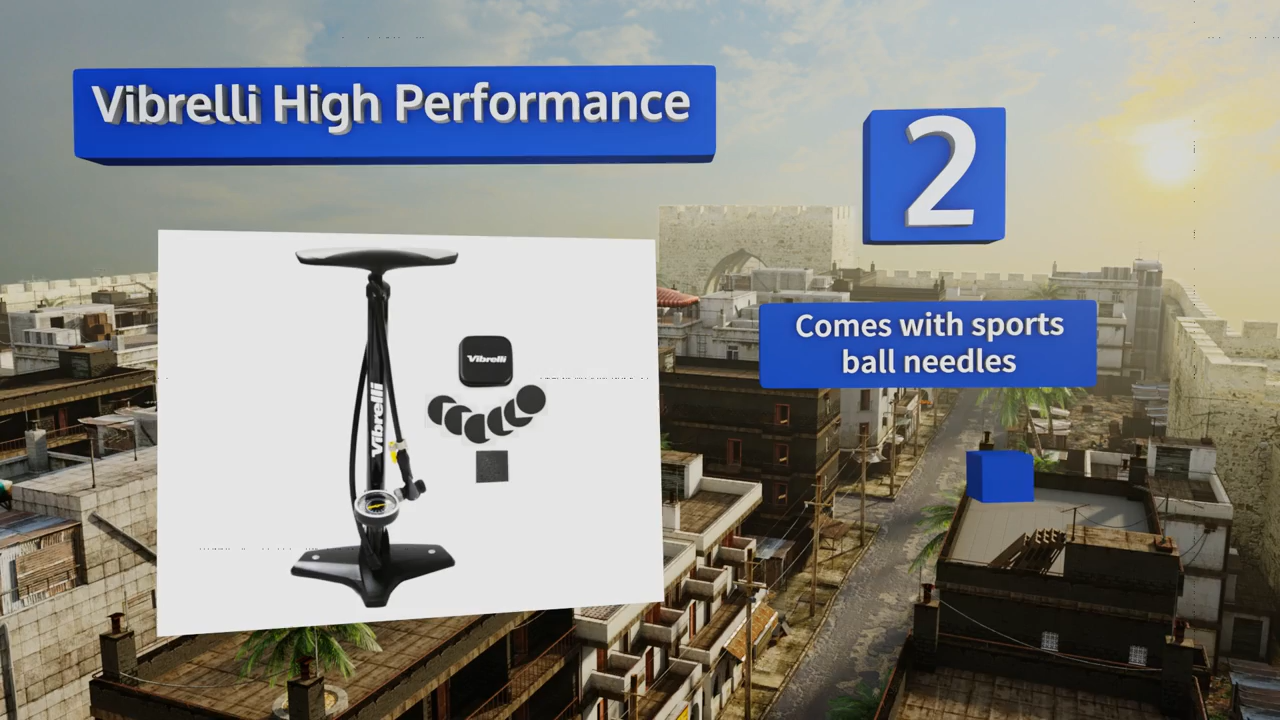 Vibrelli High Performance
2
Comes with sports
ball needles
Vibrelli
Vibrelli